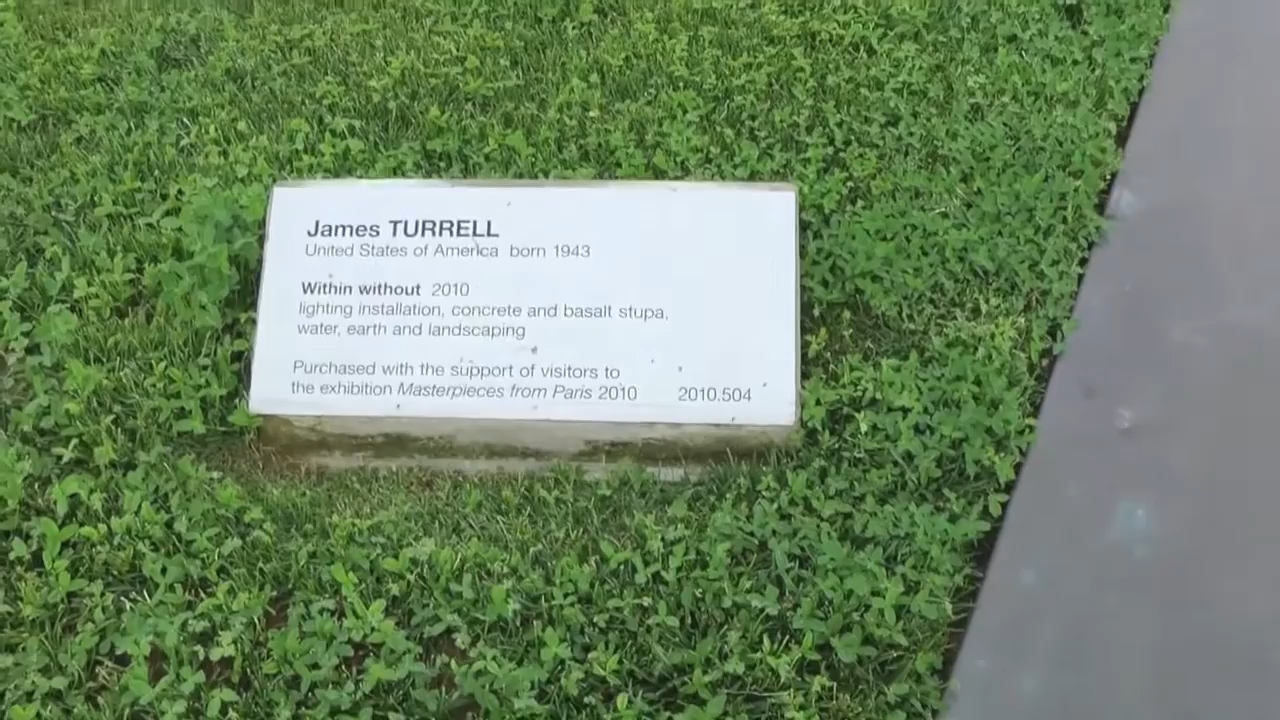 James TURRELL
United States of America born 1943
Within without 2010
lighting installation, concrete and basalt stupa,
water, earth and landscaping
Purchased with the support of visitors to
the exhibition Masterpieces from Paris 2010 2010.504